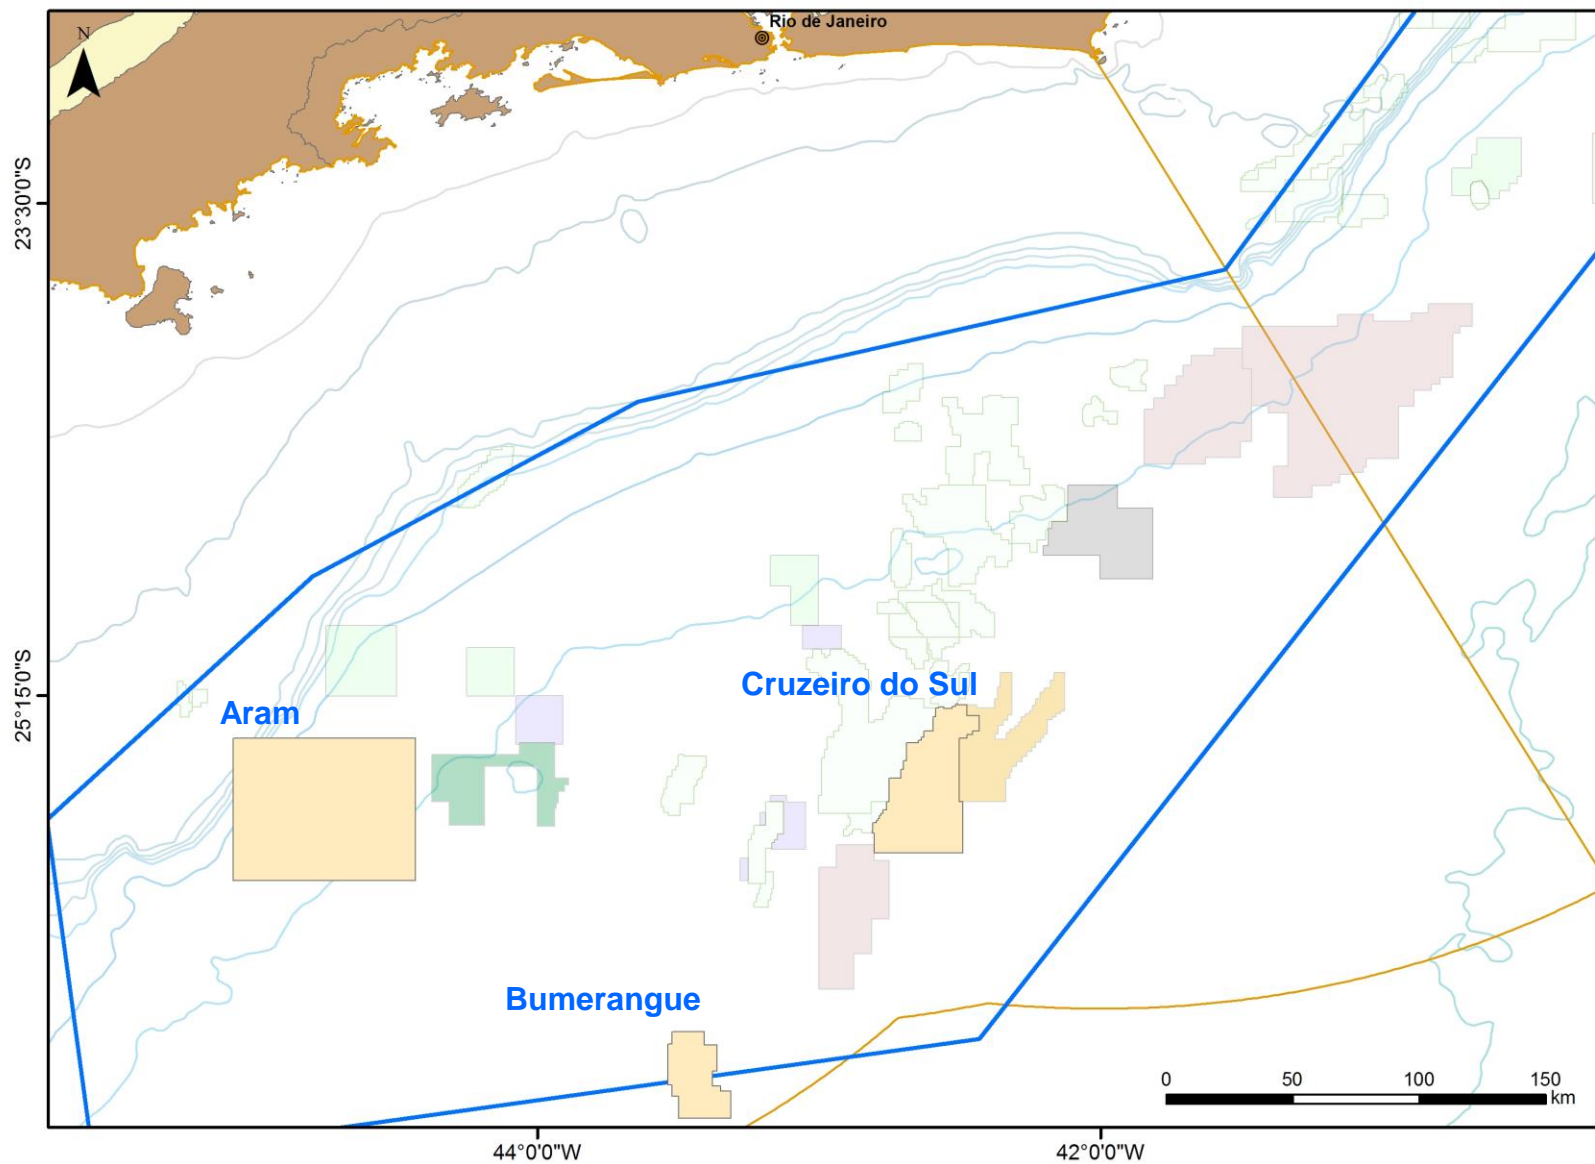 Rio de Janeiro
N
23°30'0"S
25°15'0"S
Cruzeiro do Sul
Aram
Bumerangue
0 50 100 150
km
44°0'0"W 42°0'0"W